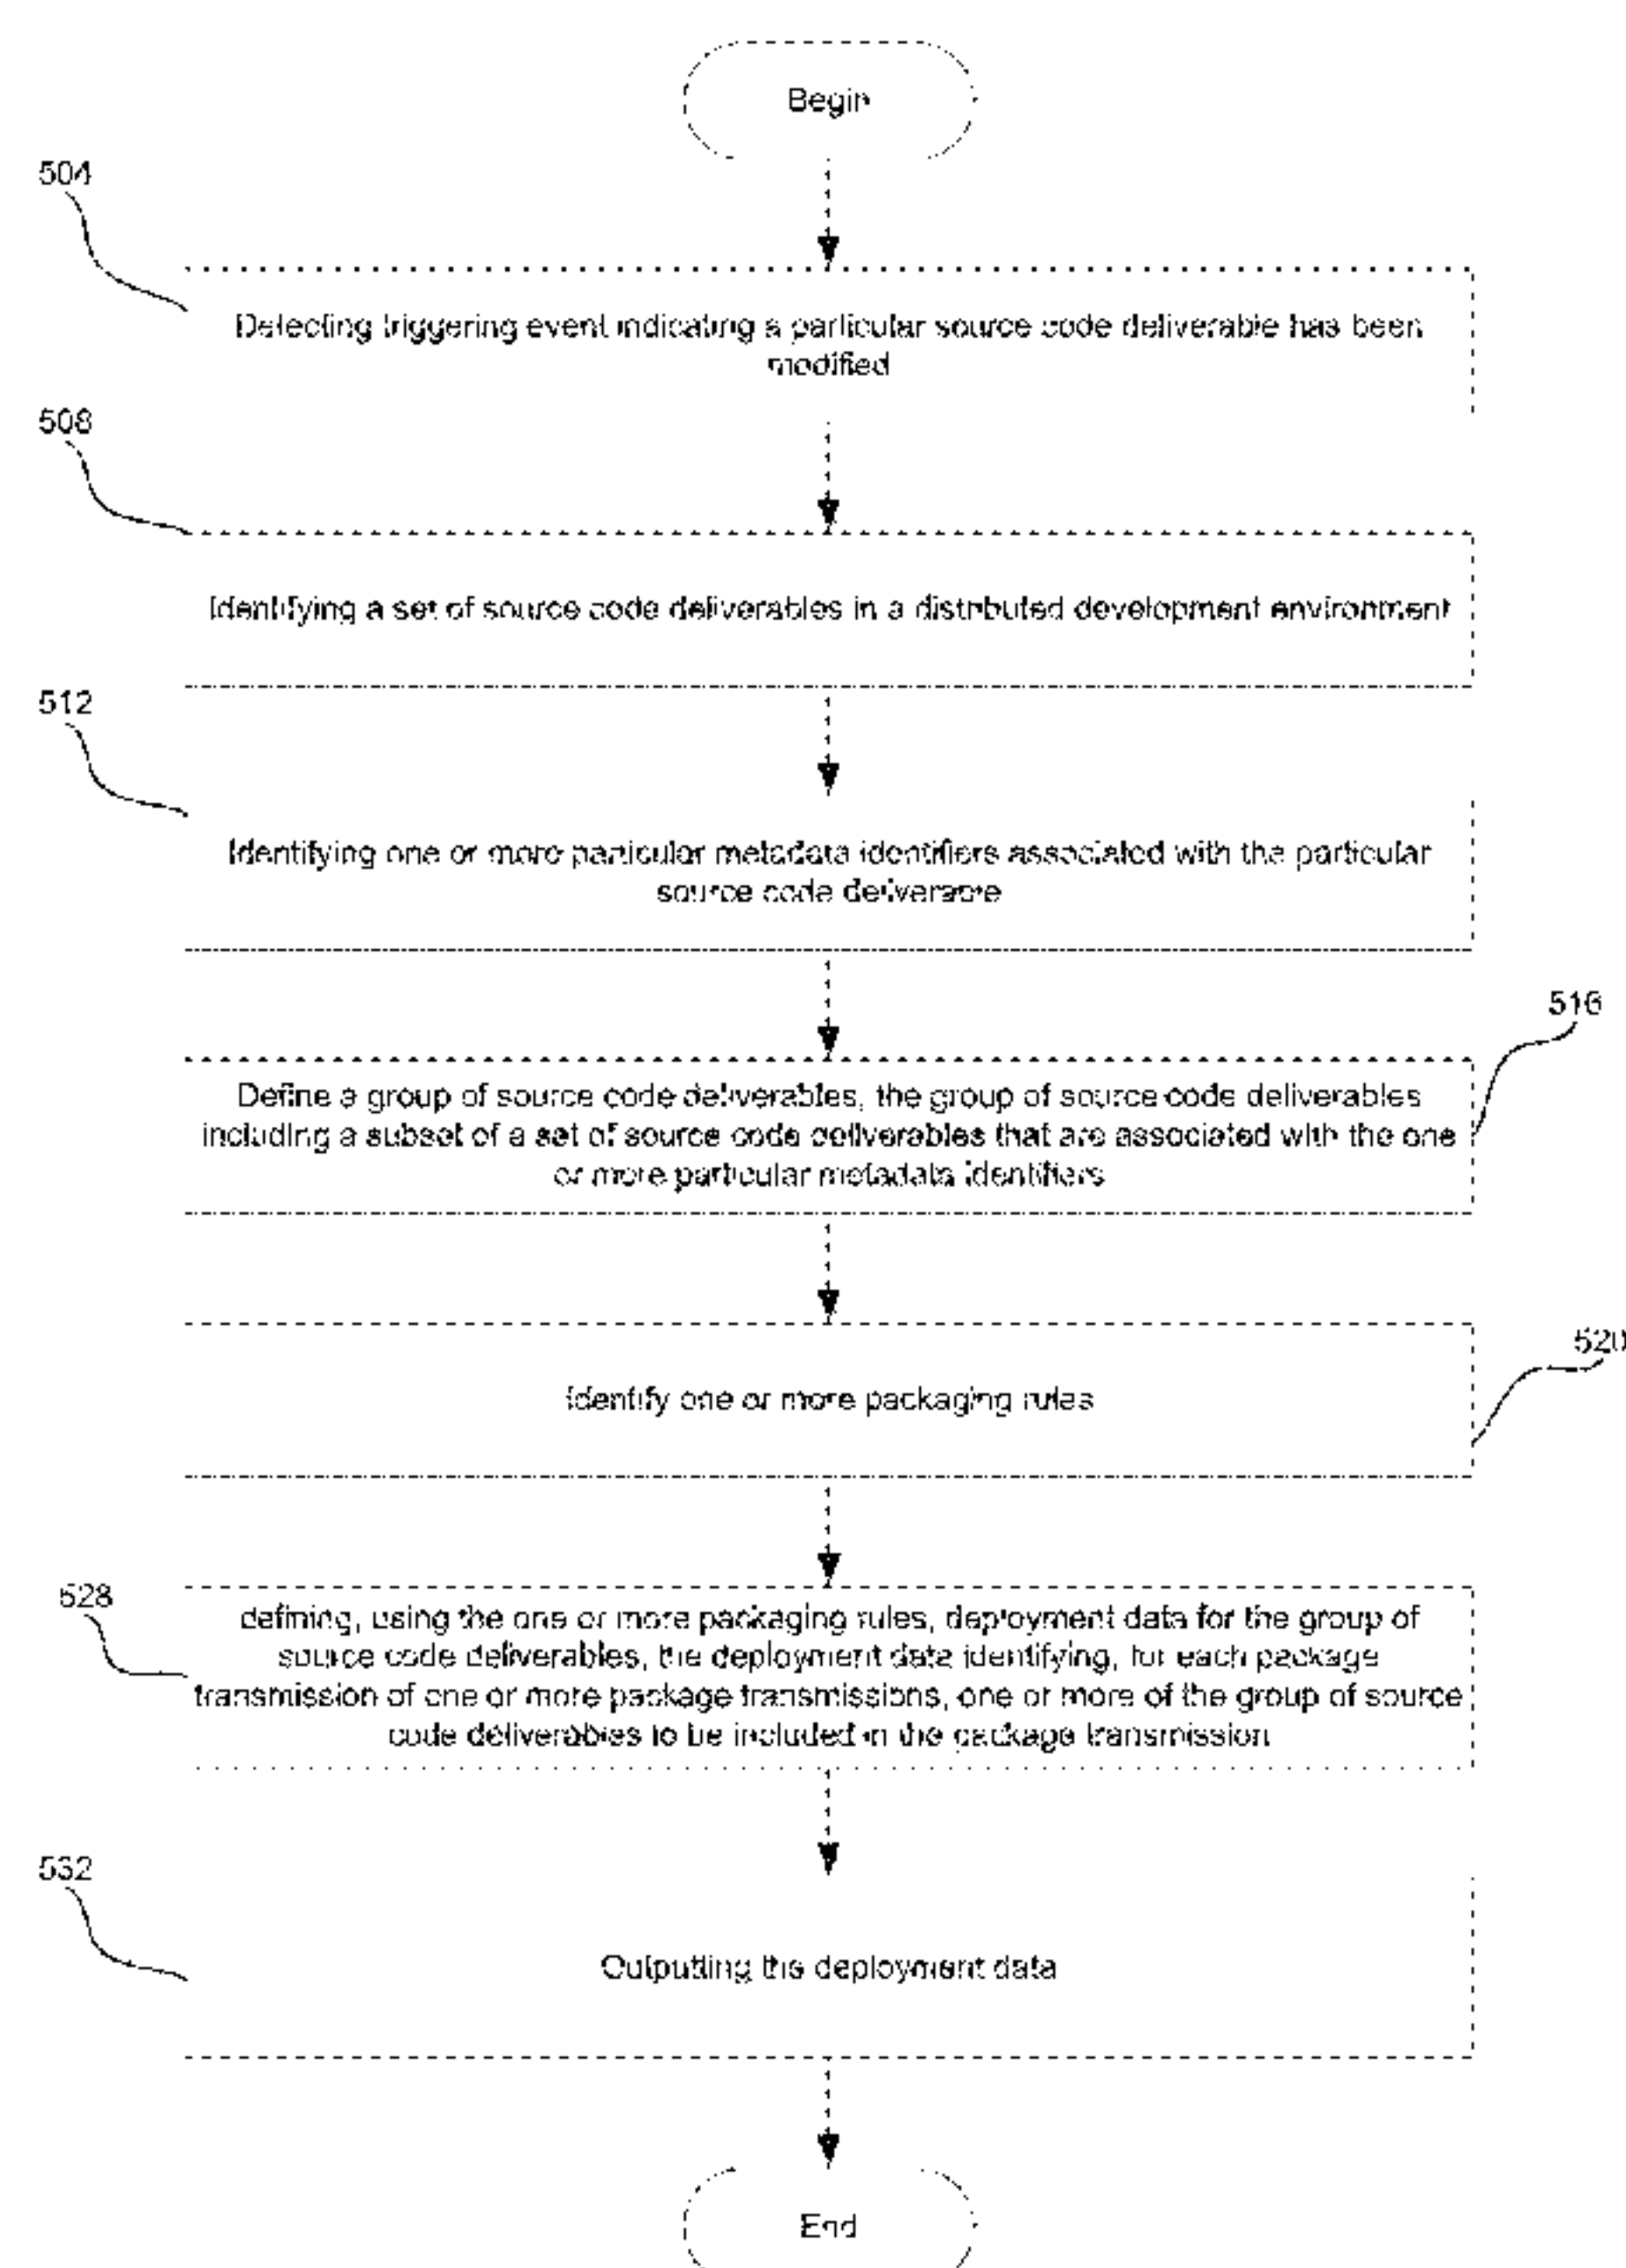 Begin
504
Detecting triggering event indicating a particular source code deliverable has been
modified
508
Identifying a set of source code deliverables in a distributed development environment
512
Identifying one or more particular metadata identifiers associated with the particular
source code deliverable
516
Define a group of source code deliverables, the group of source code deliverables
including a subset of a set of source code deliverables that are associated with the one
or more particular metadata identifiers
520
Identify one or more packaging rules
528
defining, using the one or more packaging rules, deployment data for the group of
source code deliverables, the deployment data identifying, for each package
transmission of one or more package transmissions, one or more of the group of source
code deliverables to be included in the package transmission
532
Outputting the deployment data
End